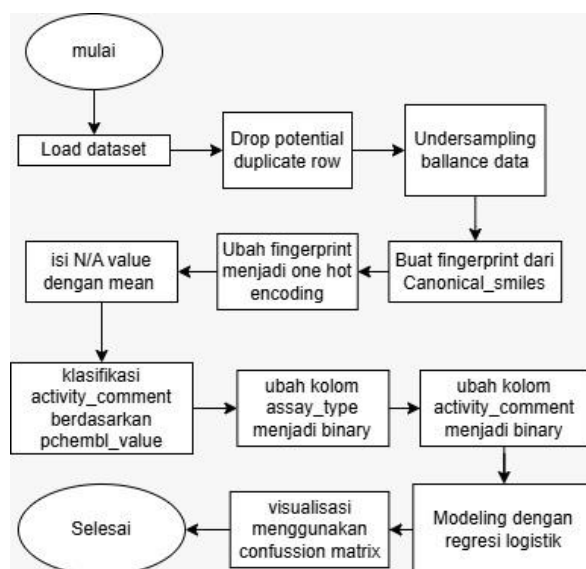 mulai
Load dataset
Drop potential
duplicate row
Undersampling
ballance data
Buat fingerprint dari
Canonical_smiles
Ubah fingerprint
menjadi one hot
encoding
isi N/A value
dengan mean
klasifikasi
activity_comment
berdasarkan
pchembl_value
ubah kolom
assay_type
menjadi binary
ubah kolom
activity_comment
menjadi binary
Modeling dengan
regresi logistik
visualisasi
menggunakan
confussion matrix
Selesai